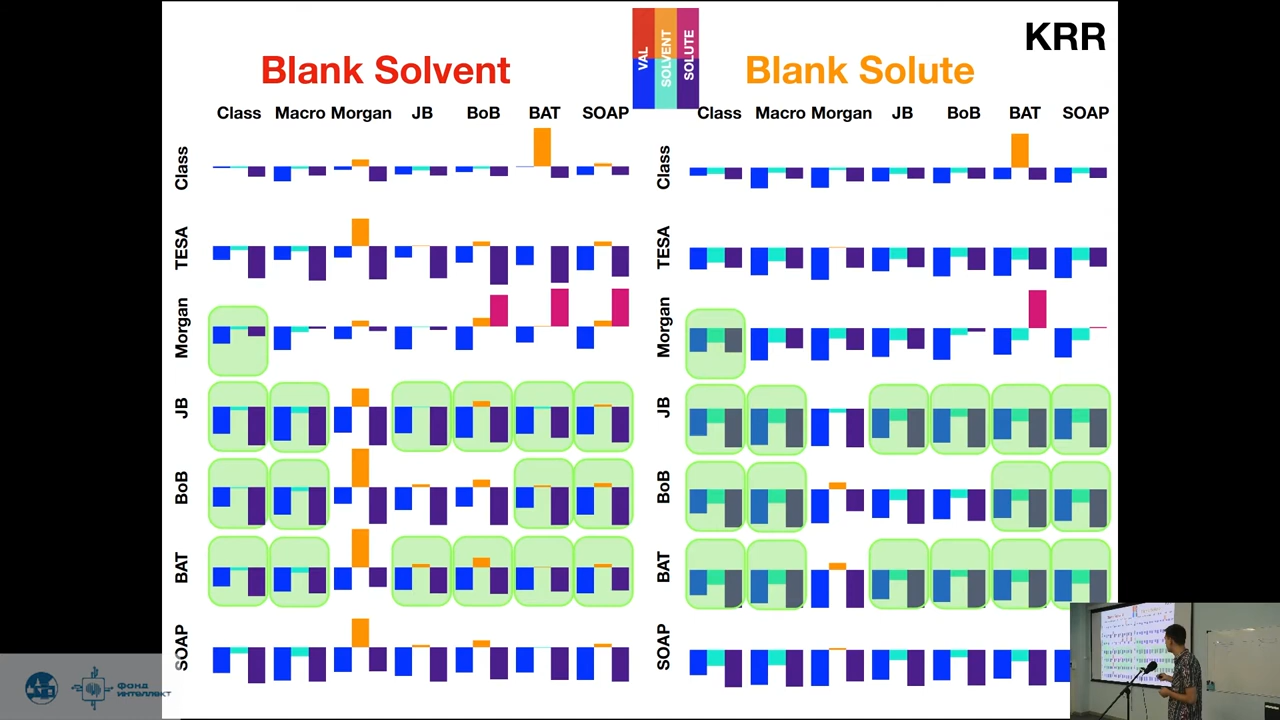 KRR
VAL
SOLVENT
SOLUTE
Blank Solvent
Blank Solute
Class Macro Morgan JB BoB BAT SOAP
Class Macro Morgan JB BoB BAT SOAP
Class
Class
TESA
TESA
Morgan
Morgan
JB
JB
BoB
BoB
BAT
BAT
SOAP
SOAP
Фонд
интеллект